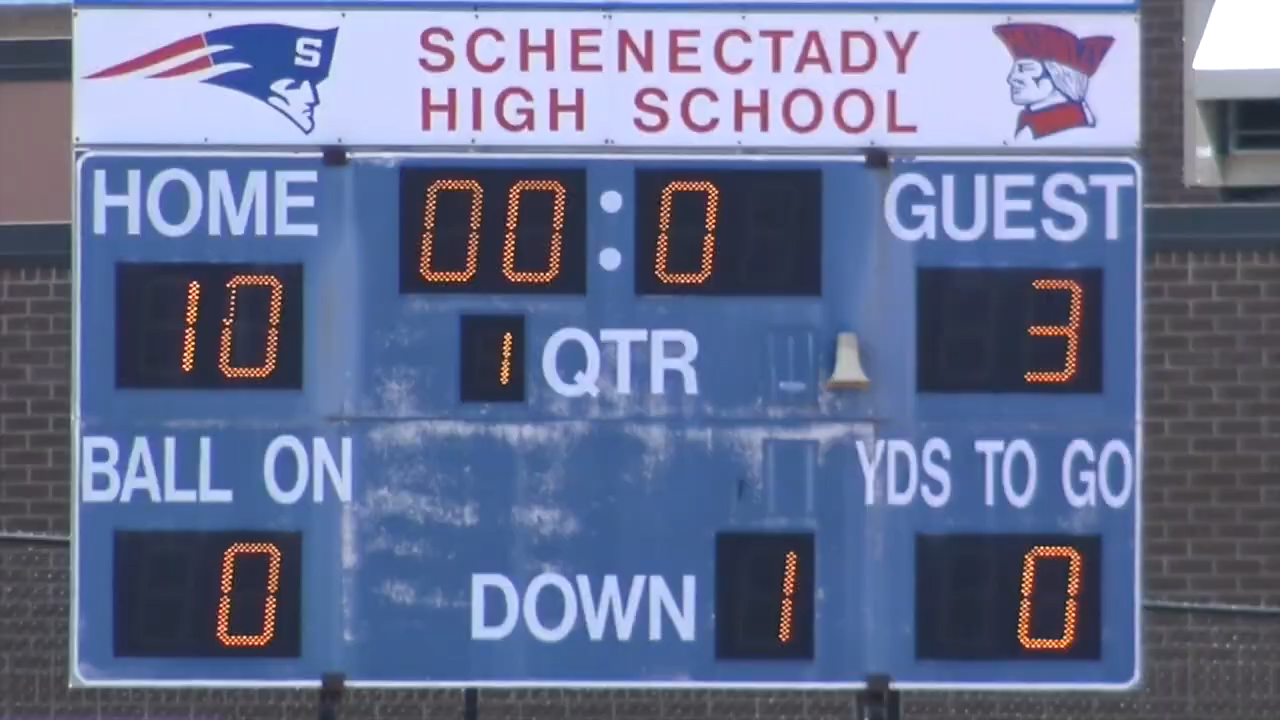 S
SCHENECTADY
HIGH SCHOOL
HOME 00:0 GUEST
10 3
1 QTR
BALL ON YDS TO GO
0 DOWN 1 0